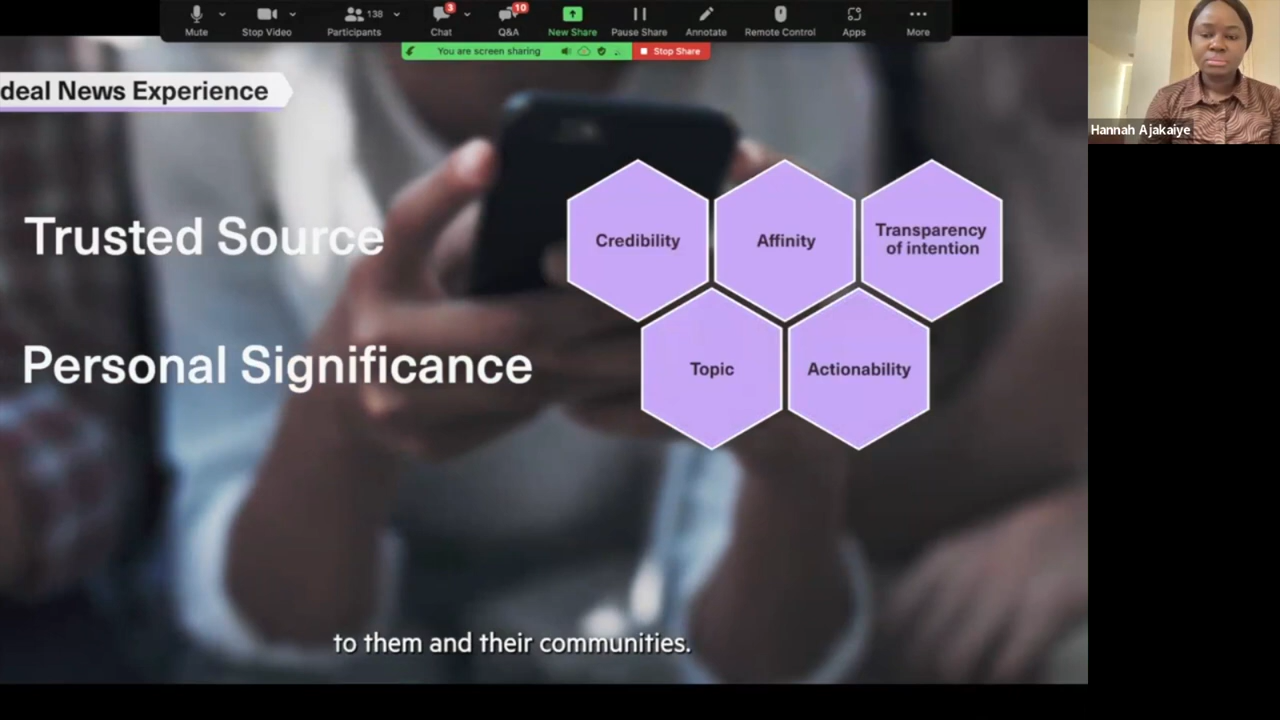 3
10
138
Mute
Stop Video
Participants
Chat
Q&A
New Share
Pause Share
Annotate
Remote Control
Apps
More
You are screen sharing
Stop Share
deal News Experience
Hannah Ajakaiye
Trusted Source
Credibility
Affinity
Transparency
of intention
Personal Significance
Topic
Actionability
to them and their communities.